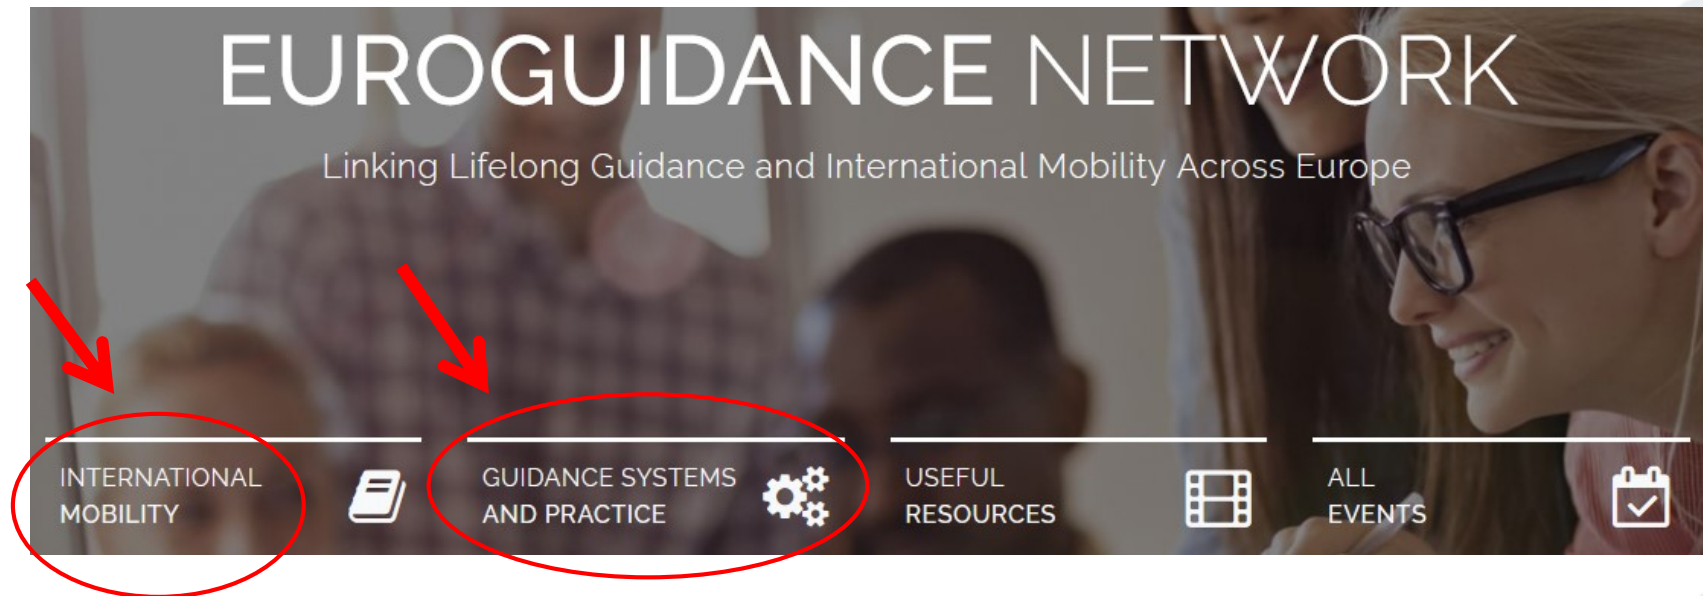 EUROGUIDANCE NETWORK
Linking Lifelong Guidance and International Mobility Across Europe
INTERNATIONAL
MOBILITY
GUIDANCE SYSTEMS
AND PRACTICE
USEFUL
RESOURCES
ALL
EVENTS